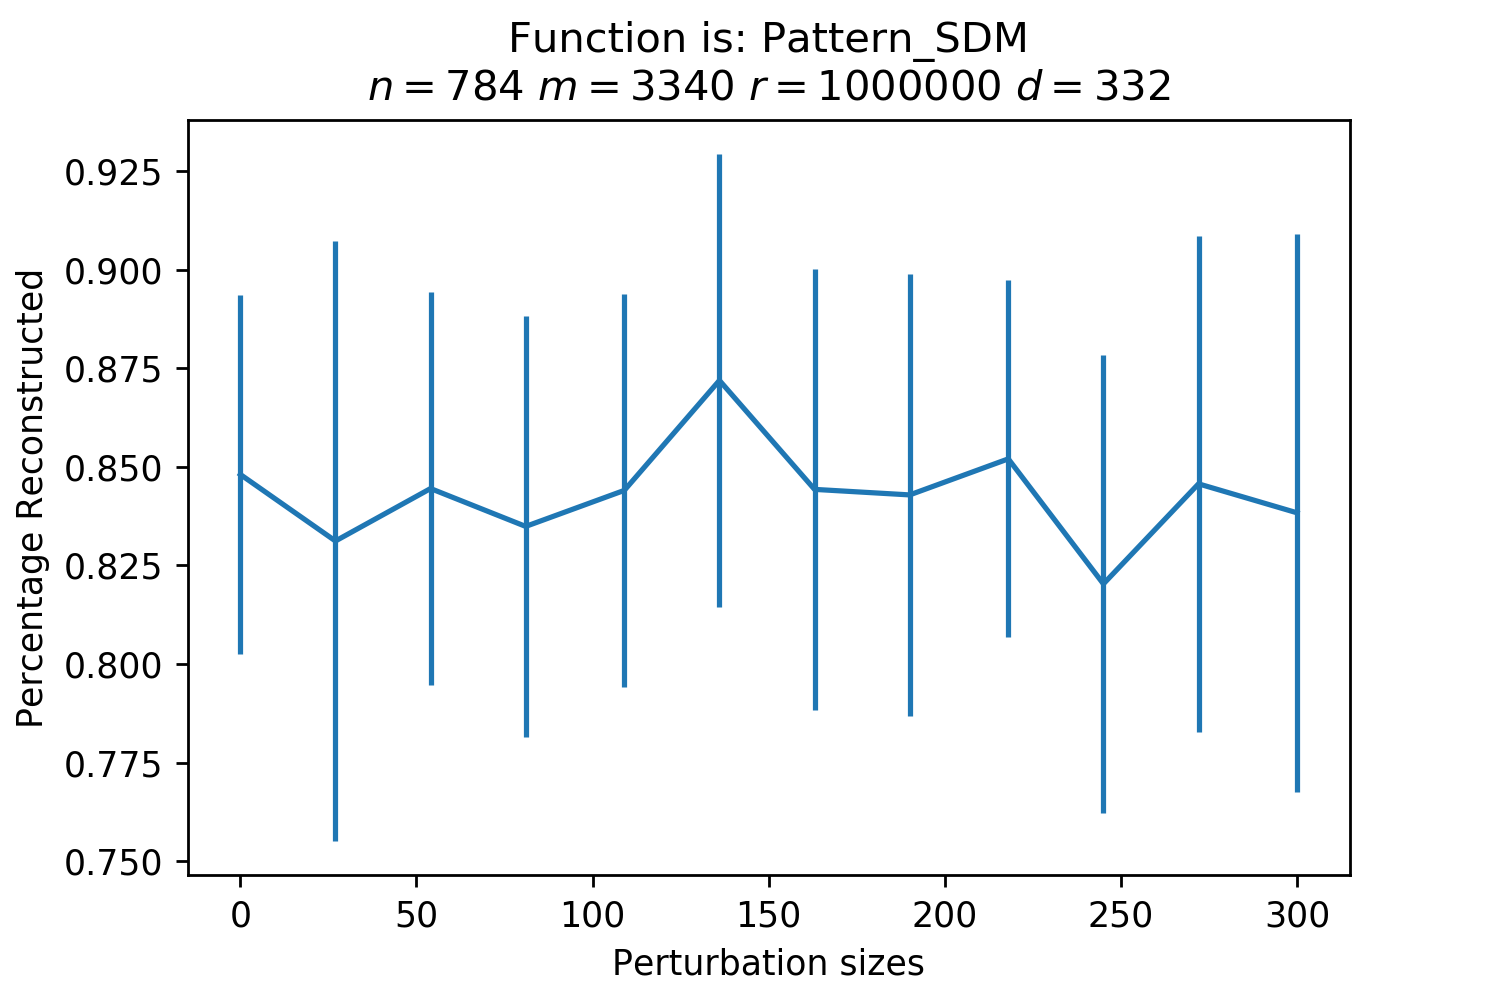 Function is: Pattern_SDM
n = 784 m = 3340 r = 1000000 d = 332
Percentage Reconstructed
0.925
0.900
0.875
0.850
0.825
0.800
0.775
0.750
0 50 100 150 200 250 300
Perturbation sizes